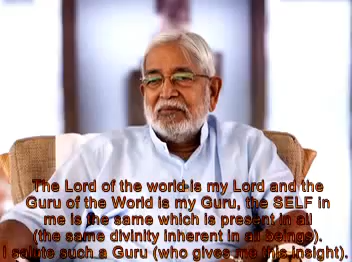 The Lord of the world is my Lord and the
Guru of the World is my Guru, the SELF in
me is the same which is present in all
(the same divinity inherent in all beings).
I salute such a Guru (who gives me this insight).